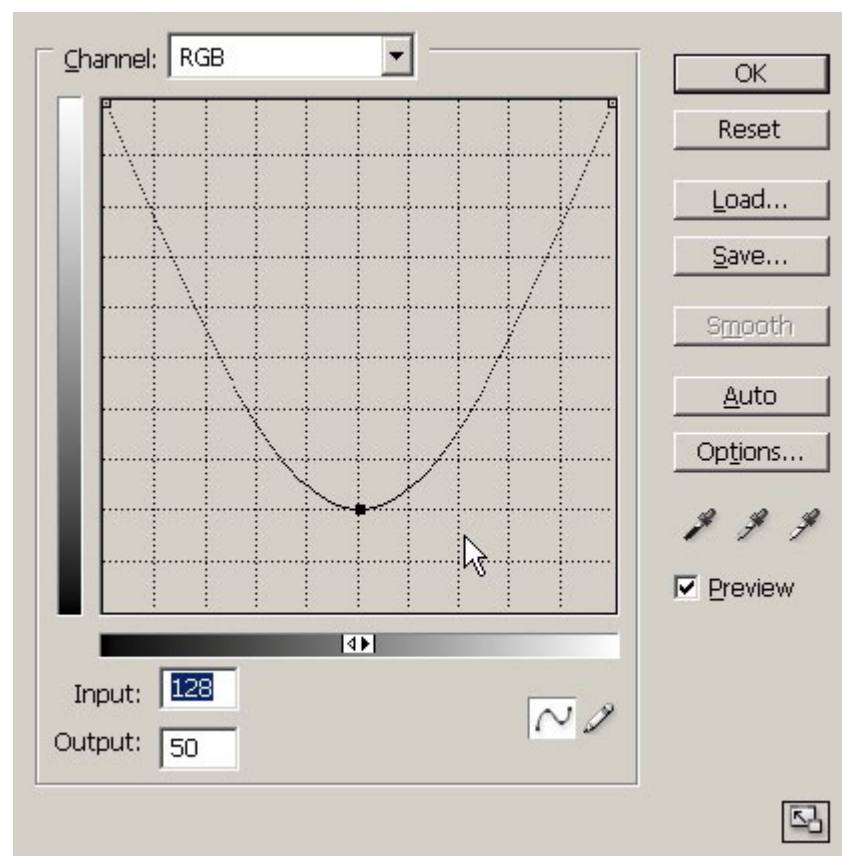 Channel: RGB
OK
Reset
Load...
Save...
Smooth
Auto
Options...
Preview
Input: 128
Output: 50